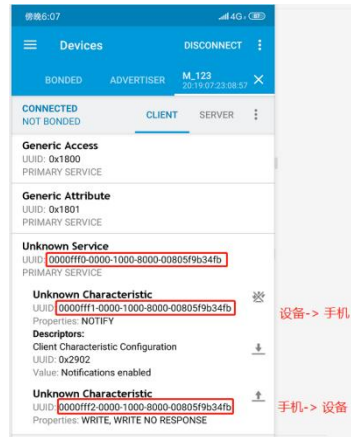 傍晚6:07
4G
Devices
DISCONNECT
BONDED
ADVERTISER
M_123
20:19:07:23:08:57
CONNECTED
NOT BONDED
CLIENT
SERVER
Generic Access
UUID: 0x1800
PRIMARY SERVICE
Generic Attribute
UUID: 0x1801
PRIMARY SERVICE
Unknown Service
UUID: 0000fff0-0000-1000-8000-00805f9b34fb
PRIMARY SERVICE
Unknown Characteristic
UUID: 0000fff1-0000-1000-8000-00805f9b34fb
设备-> 手机
Properties: NOTIFY
Descriptors:
Client Characteristic Configuration
UUID: 0x2902
Value: Notifications enabled
Unknown Characteristic
UUID: 0000fff2-0000-1000-8000-00805f9b34fb
手机-> 设备
Properties: WRITE, WRITE NO RESPONSE